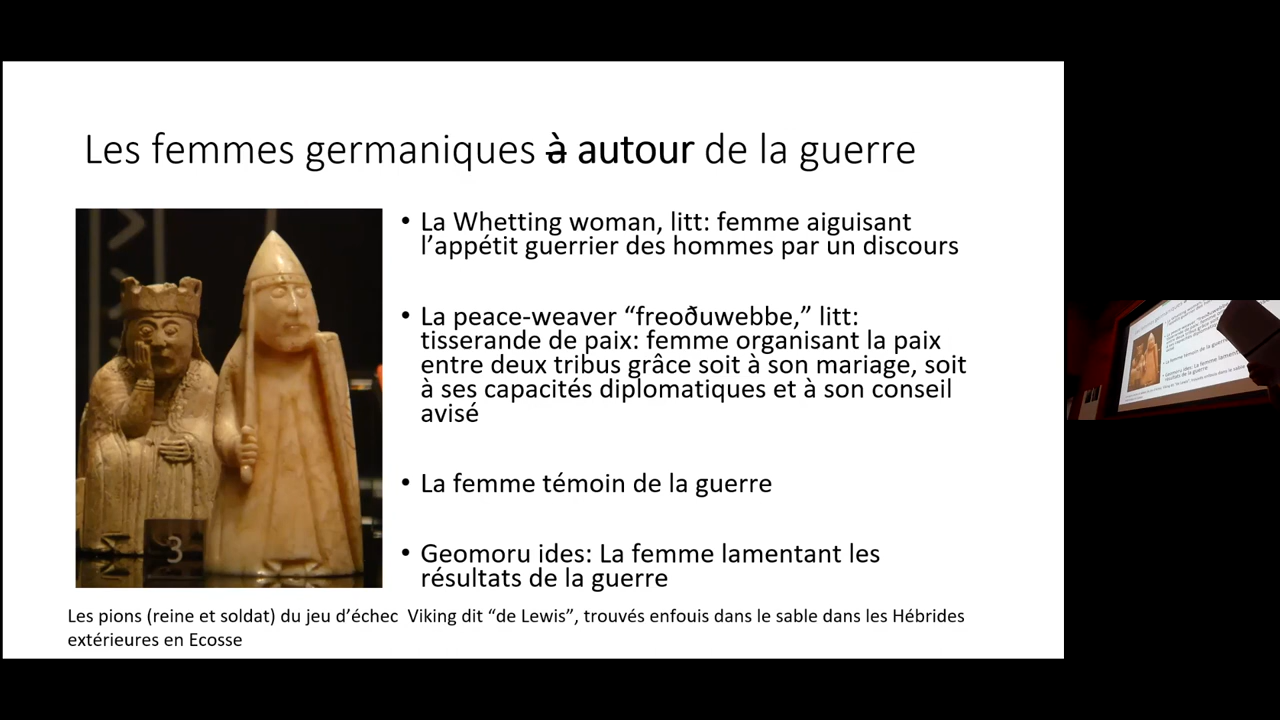 Les femmes germaniques à autour de la guerre
• La Whetting woman, litt: femme aiguisant
l’appétit guerrier des hommes par un discours
• La peace-weaver “freoðuwebbe,” litt:
tisserande de paix: femme organisant la paix
entre deux tribus grâce soit à son mariage, soit
à ses capacités diplomatiques et à son conseil
avisé
• La femme témoin de la guerre
• Geomoru ides: La femme lamentant les
résultats de la guerre
3
Les pions (reine et soldat) du jeu d’échec Viking dit “de Lewis”, trouvés enfouis dans le sable dans les Hébrides
extérieures en Ecosse